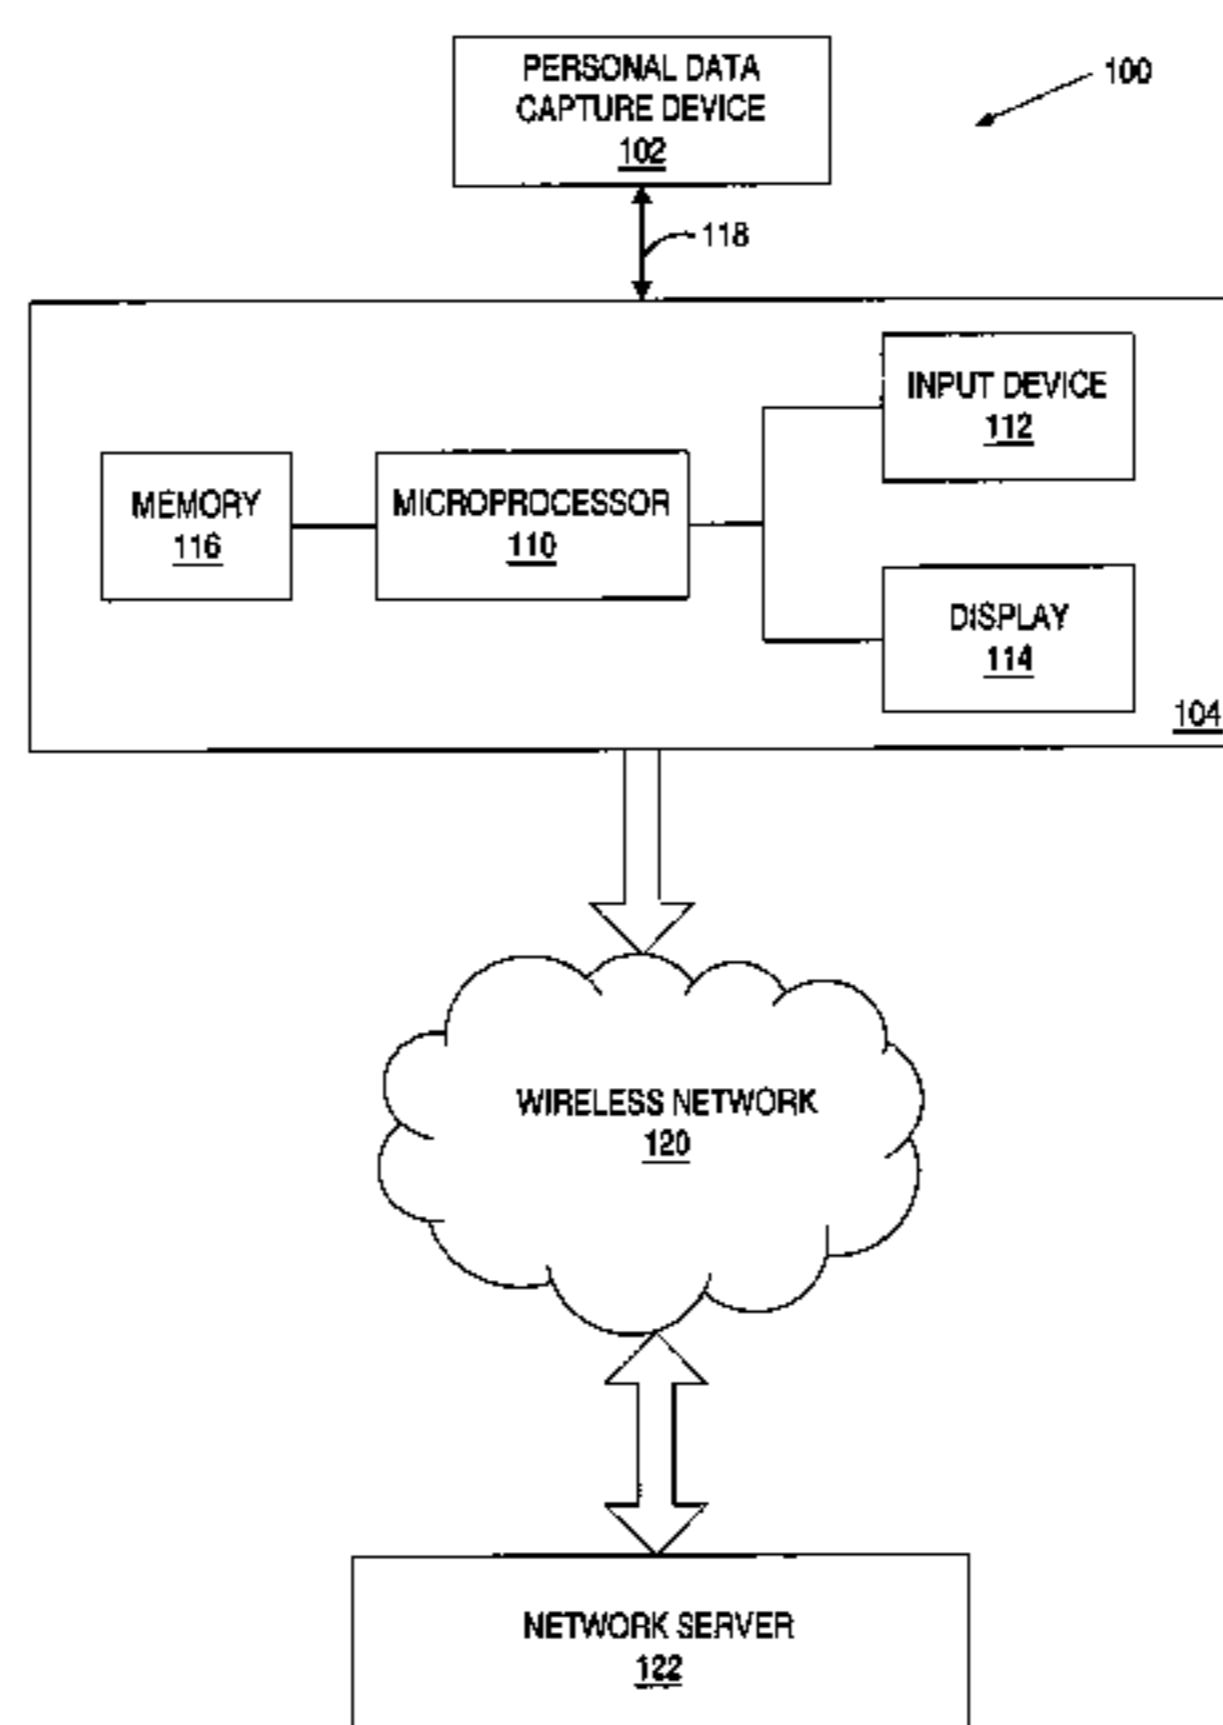 PERSONAL DATA
CAPTURE DEVICE
102
100
118
INPUT DEVICE
112
MEMORY
116
MICROPROCESSOR
110
DISPLAY
114
104
WIRELESS NETWORK
120
NETWORK SERVER
122